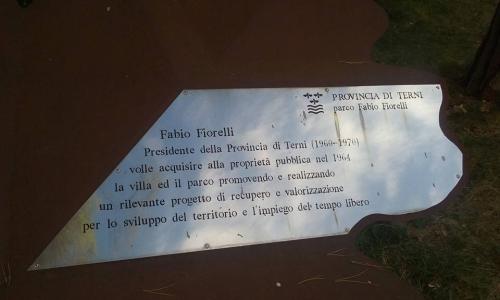 PROVINCIA DI TERNI
parco Fabio Fiorelli
Fabio Fiorelli
Presidente della Provincia di Terni (1960-1970)
volle acquisire alla proprietà pubblica nel 1964
la villa ed il parco promovendo e realizzando
un rilevante progetto di recupero e valorizzazione
per lo sviluppo del territorio e l'impiego del tempo libero